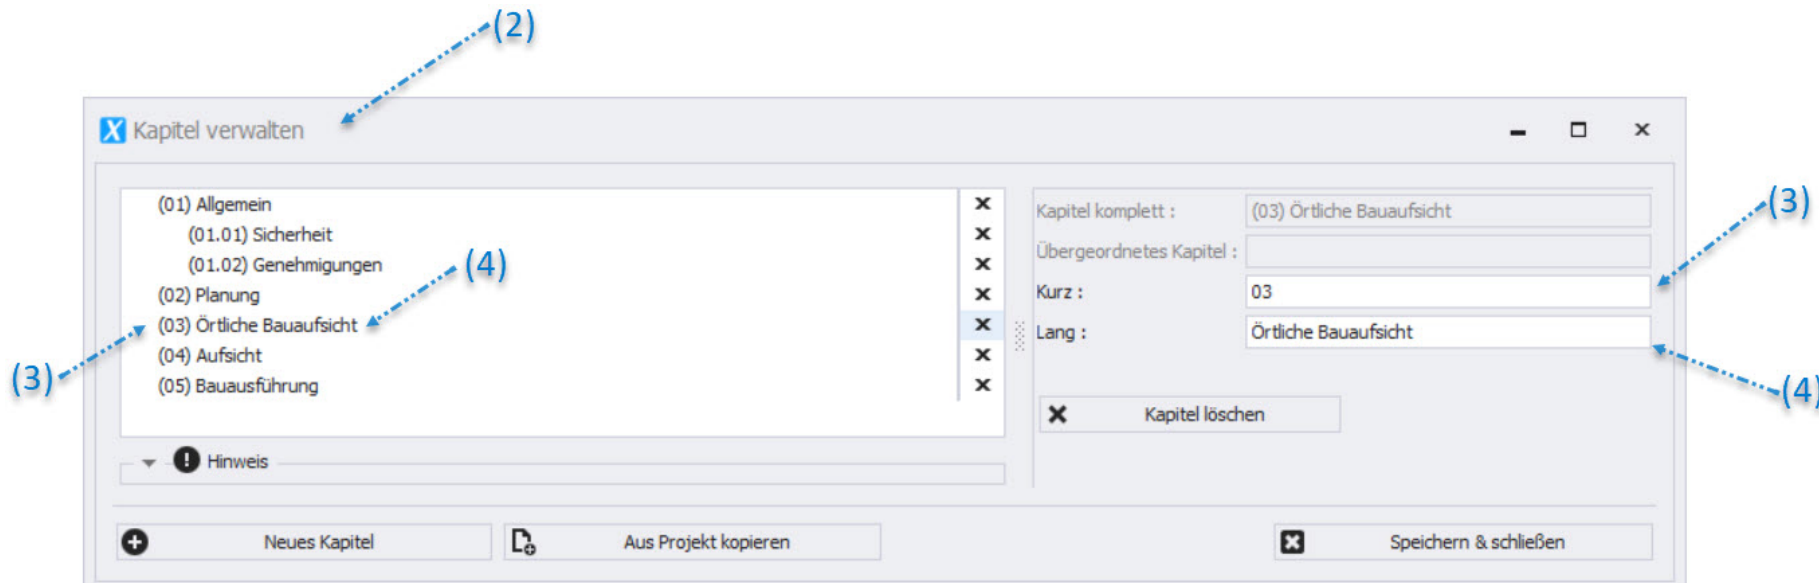 (2)
X Kapitel verwalten
(01) Allgemein
(01.01) Sicherheit
(01.02) Genehmigungen
(4)
(02) Planung
(03) Örtliche Bauaufsicht
(04) Aufsicht
(3)
(05) Bauausführung
! Hinweis
Kapitel komplett : (03) Örtliche Bauaufsicht
(3)
Übergeordnetes Kapitel :
Kurz : 03
Lang : Örtliche Bauaufsicht
(4)
Kapitel löschen
Neues Kapitel
Aus Projekt kopieren
Speichern & schließen